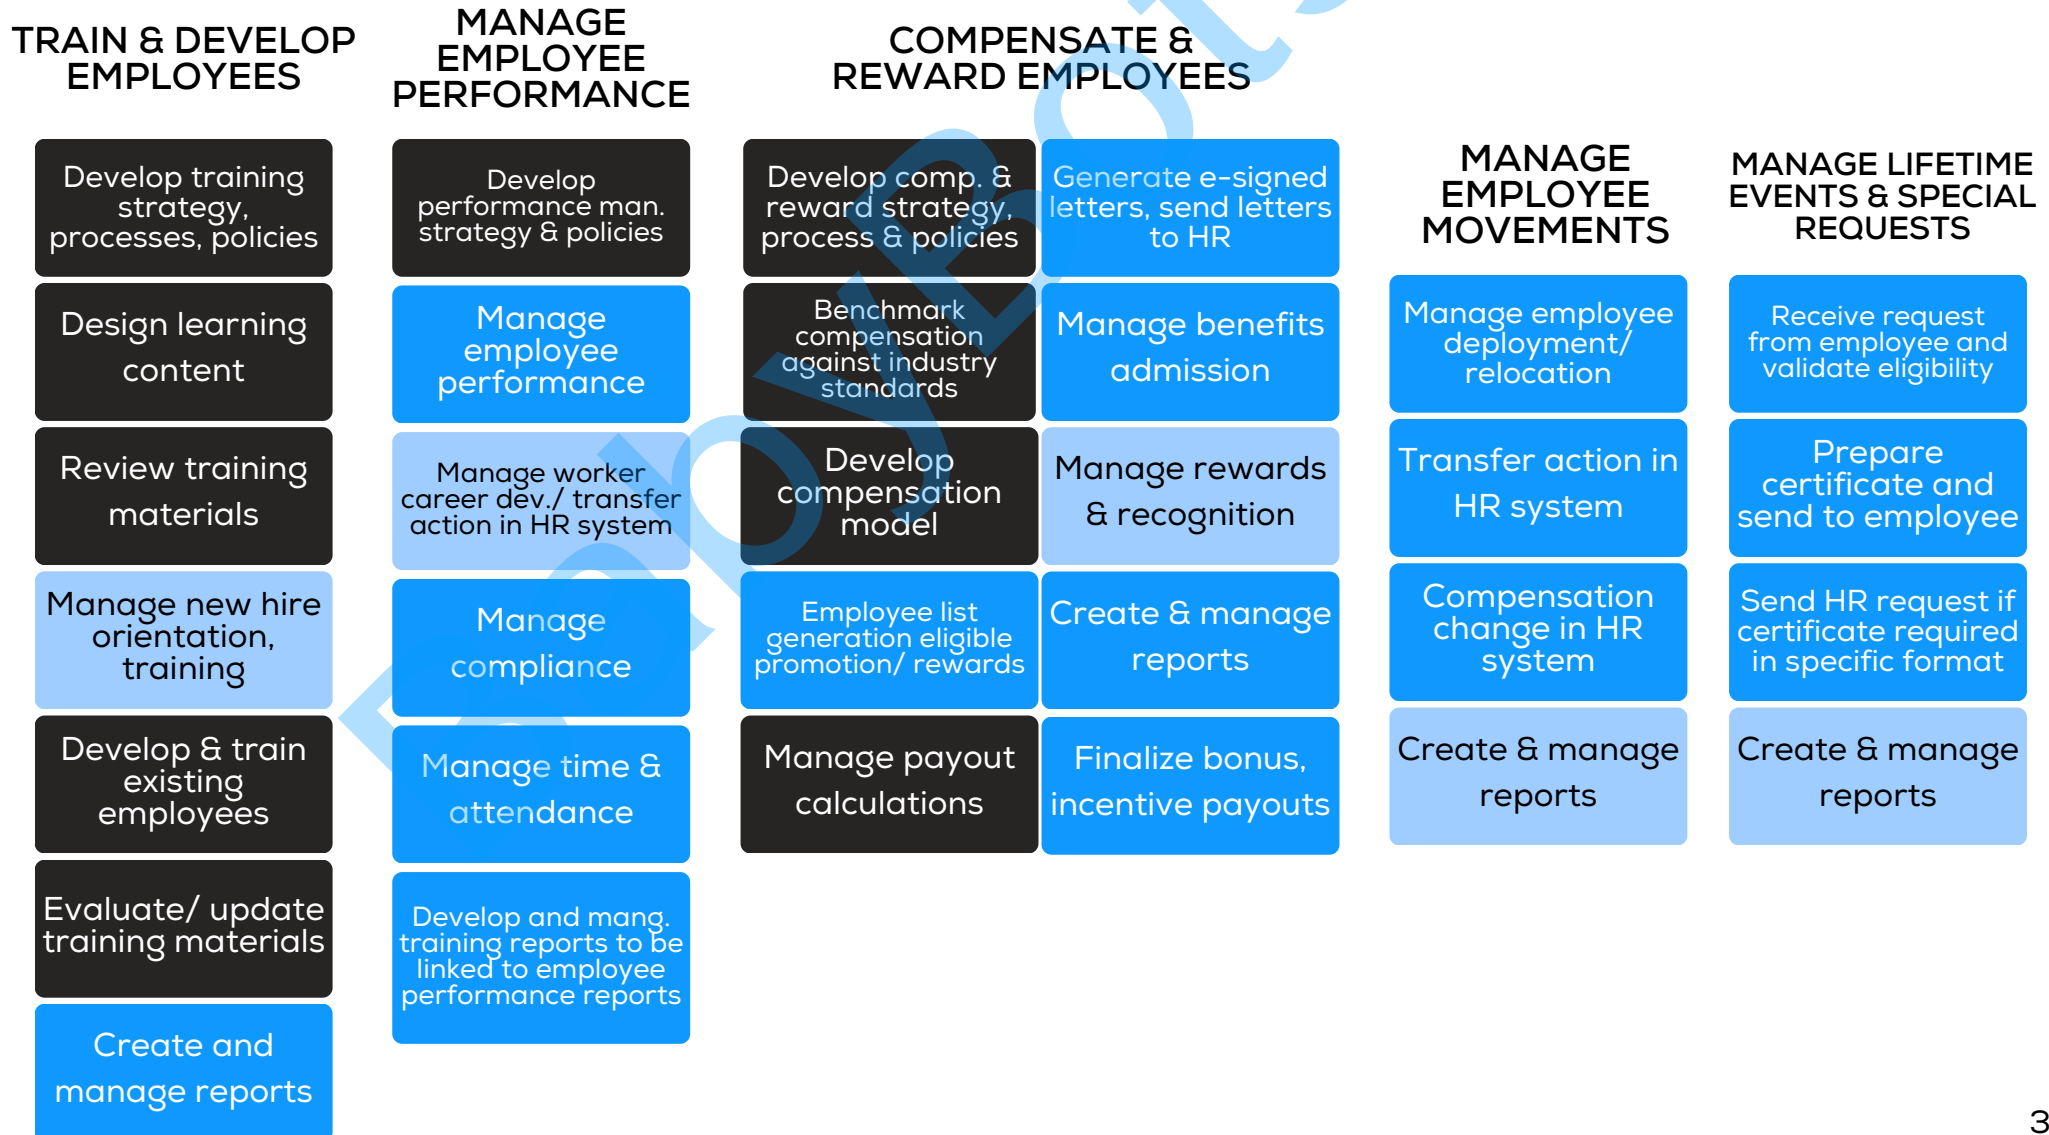 TRAIN & DEVELOP
EMPLOYEES
Develop training
strategy,
processes, policies
Design learning
content
Review training
materials
Manage new hire
orientation,
training
Develop & train
existing
employees
Evaluate/ update
training materials
Create and
manage reports
MANAGE
EMPLOYEE
PERFORMANCE
Develop
performance man.
strategy & policies
Manage
employee
performance
Manage worker
career dev./ transfer
action in HR system
Manage
compliance
Manage time &
attendance
Develop and mang.
training reports to be
linked to employee
performance reports
COMPENSATE &
REWARD EMPLOYEES
Develop comp. &
reward strategy,
process & policies
Benchmark
compensation
against industry
standards
Develop
compensation
model
Employee list
generation eligible
promotion/ rewards
Manage payout
calculations
Generate e-signed
letters, send letters
to HR
Manage benefits
admission
Manage rewards
& recognition
Create & manage
reports
Finalize bonus,
incentive payouts
MANAGE
EMPLOYEE
MOVEMENTS
Manage employee
deployment/
relocation
Transfer action in
HR system
Compensation
change in HR
system
Create & manage
reports
MANAGE LIFETIME
EVENTS & SPECIAL
REQUESTS
Receive request
from employee and
validate eligibility
Prepare
certificate and
send to employee
Send HR request if
certificate required
in specific format
Create & manage
reports
3